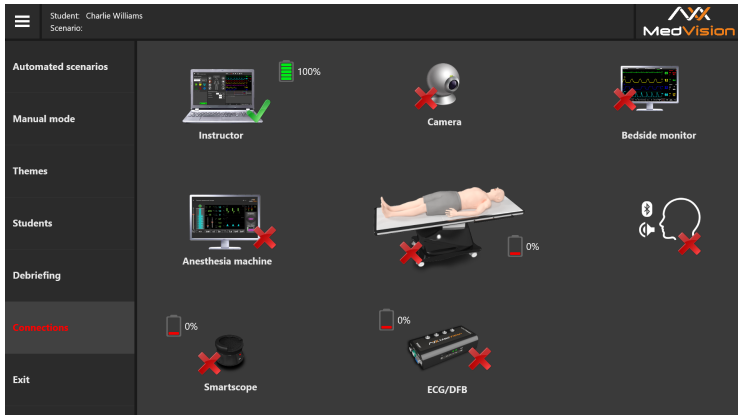 Student: Charlie Williams
Scenario:
MedVision
Automated scenarios
Manual mode
Themes
Students
Debriefing
Connections
Exit
100%
Instructor
Camera
Bedside monitor
Anesthesia machine
0%
0%
Smartscope
0%
ECG/DFB